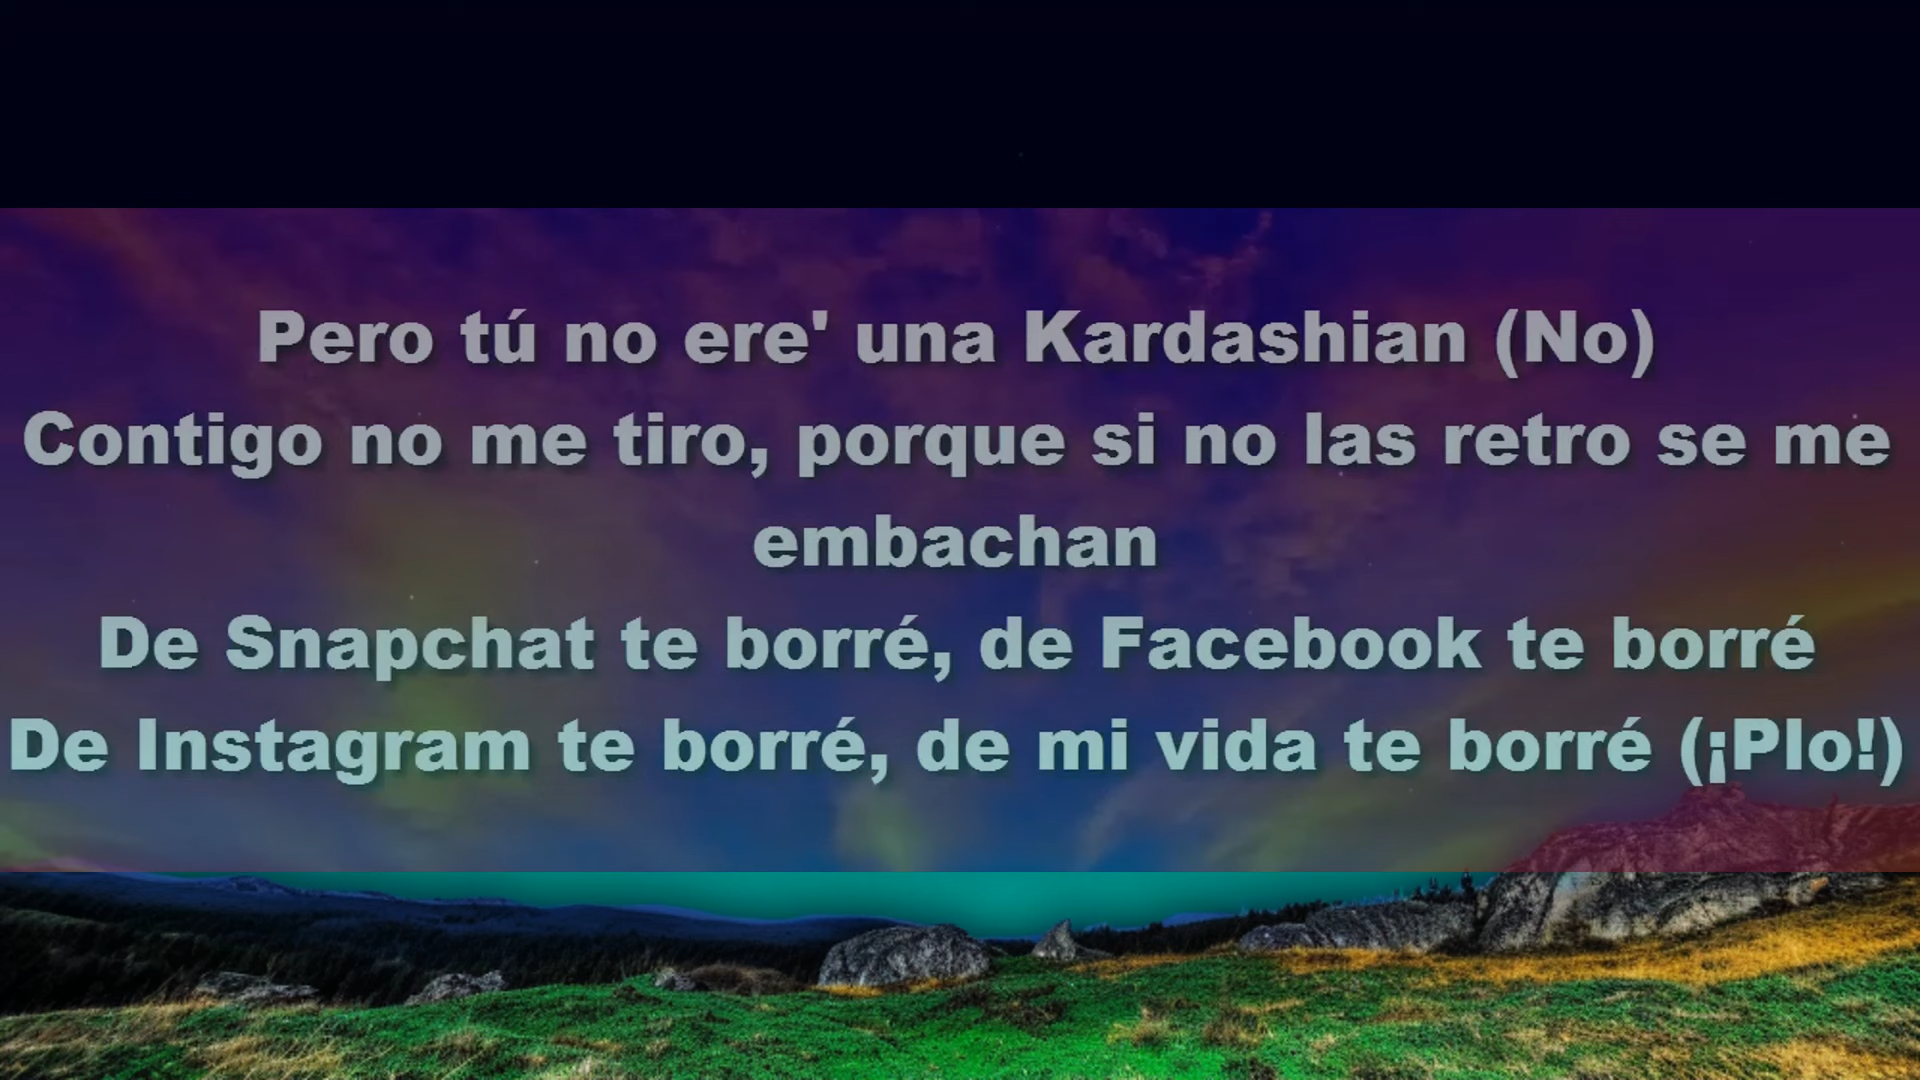 Pero tú no ere' una Kardashian (No)
Contigo no me tiro, porque si no las retro se me
embachan
De Snapchat te borré, de Facebook te borré
De Instagram te borré, de mi vida te borré (¡Plo!)